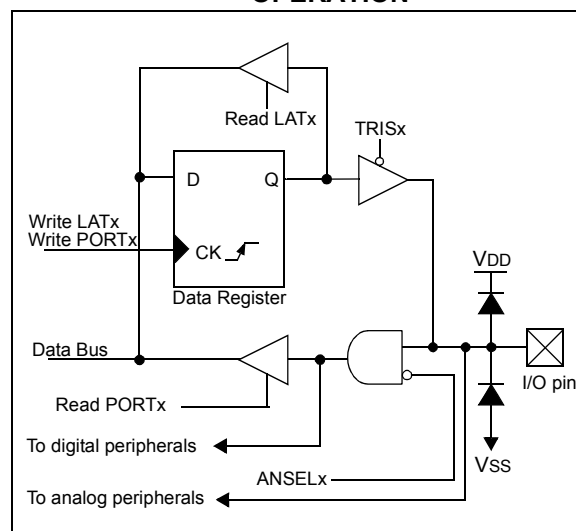 OPERATION
Read LATx
TRISx
D
Q
Write LATx
Write PORTx
CK
VDD
Data Register
Data Bus
I/O pin
Read PORTx
To digital peripherals
VSS
ANSELx
To analog peripherals